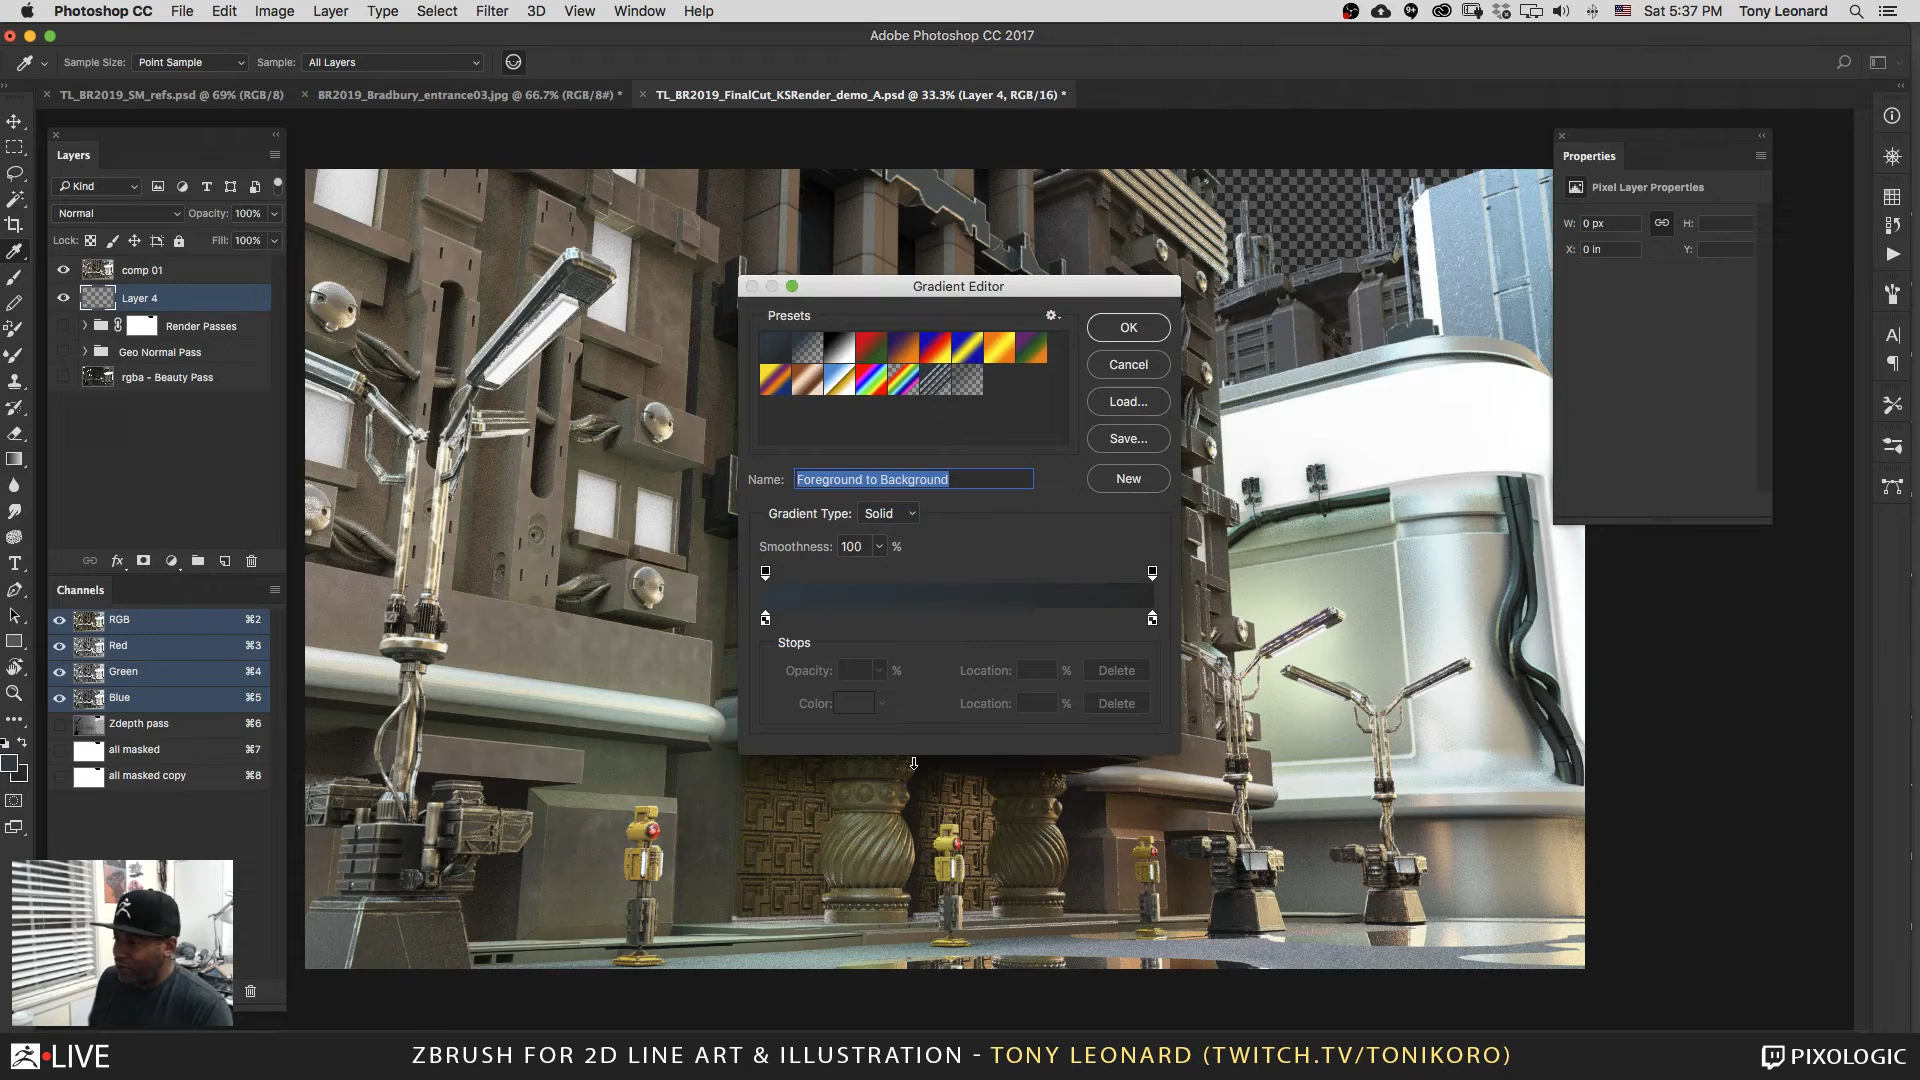 Photoshop CC File Edit Image Layer Type Select Filter 3D View Window Help Sat 5:37 PM Tony Leonard
Adobe Photoshop CC 2017
Sample Size: Point Sample Sample: All Layers
TL_BR2019_SM_refs.psd @ 69% (RGB/8) BR2019_Bradbury_entrance03.jpg @ 66.7% (RGB/8#) * TL_BR2019_FinalCut_KSRender_demo_A.psd @ 33.3% (Layer 4, RGB/16) *
Layers
Kind
Normal Opacity: 100%
Lock: Fill: 100%
comp 01
Layer 4
Render Passes
Geo Normal Pass
rgba - Beauty Pass
fx
Channels
RGB ⌘2
Red ⌘3
Green ⌘4
Blue ⌘5
Zdepth pass ⌘6
all masked ⌘7
all masked copy ⌘8
Gradient Editor
Presets
OK
Cancel
Load...
Save...
Name: Foreground to Background New
Gradient Type: Solid
Smoothness: 100 %
Stops
Opacity: % Location: % Delete
Color: Location: % Delete
Properties
Pixel Layer Properties
W: 0 px H:
X: 0 in Y:
LIVE ZBRUSH FOR 2D LINE ART & ILLUSTRATION - TONY LEONARD (TWITCH.TV/TONIKORO) PIXOLOGIC